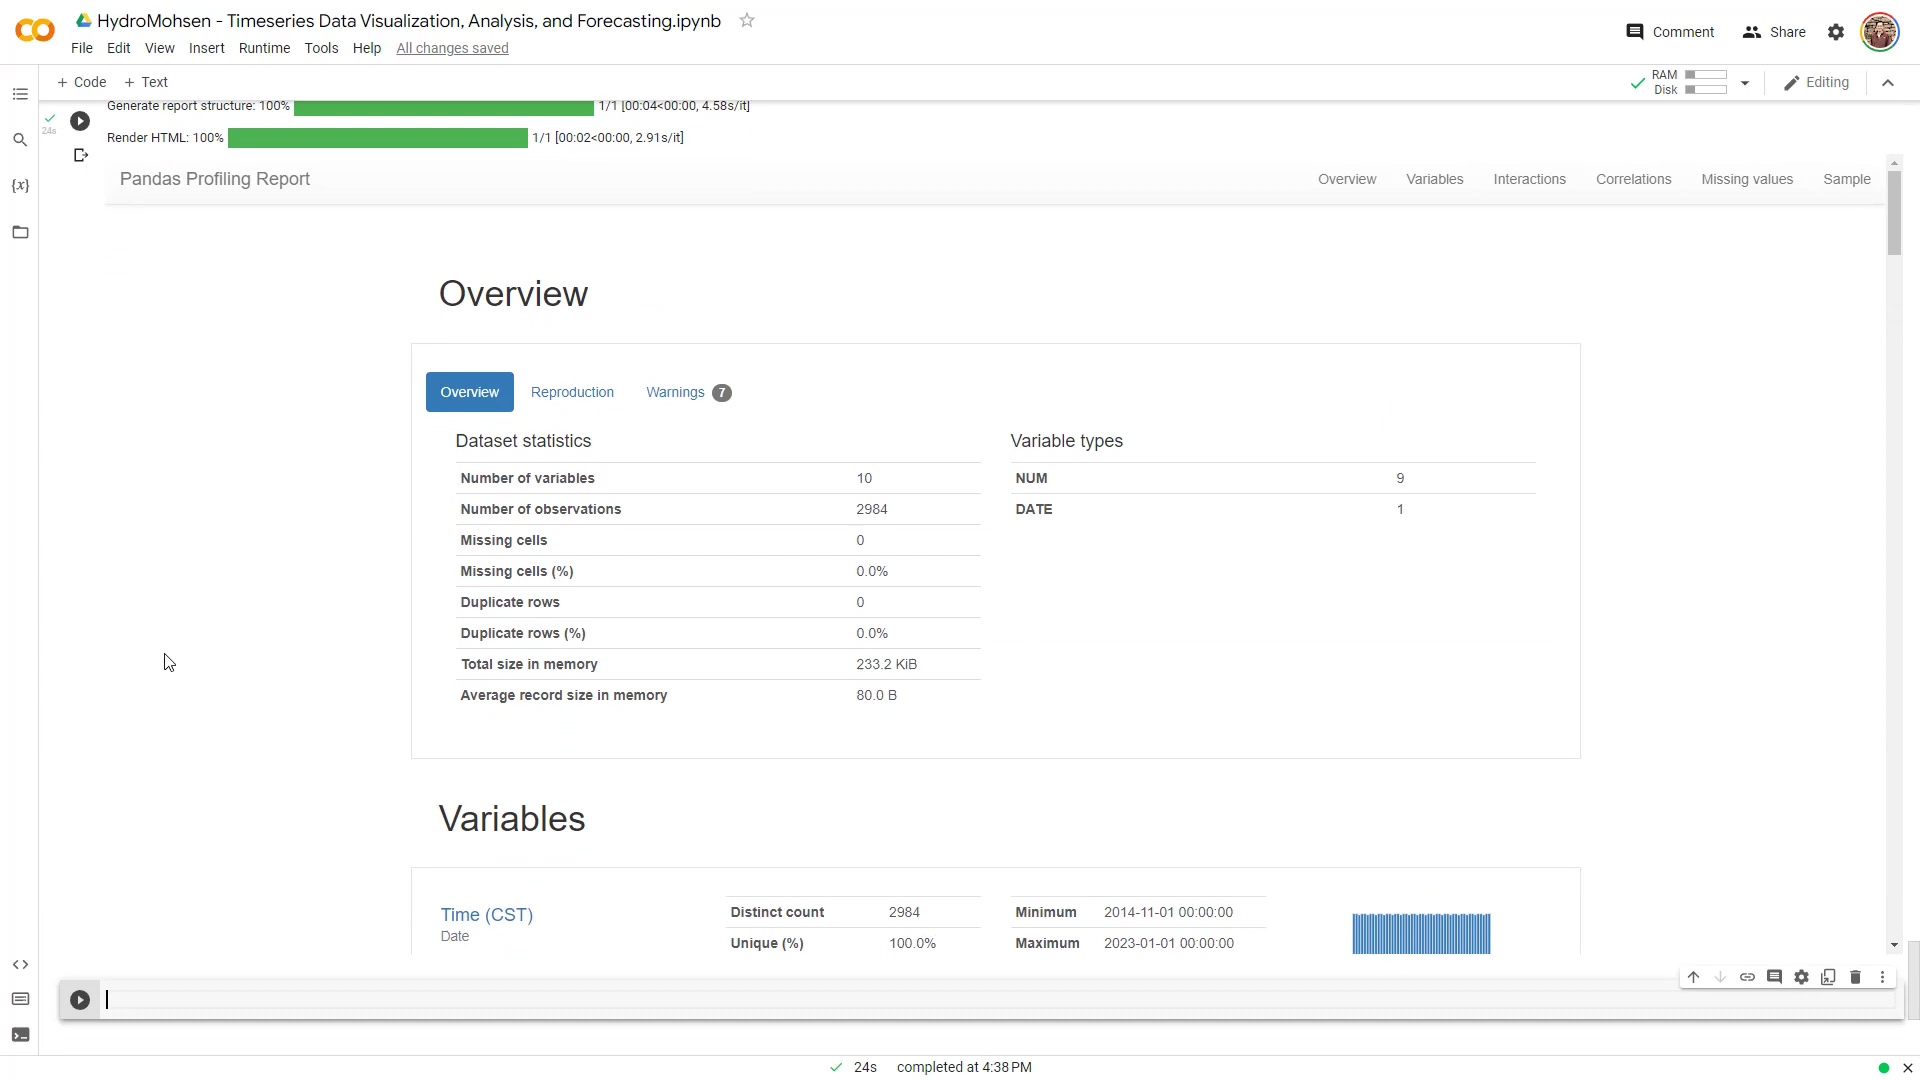 HydroMohsen - Timeseries Data Visualization, Analysis, and Forecasting.ipynb
File Edit View Insert Runtime Tools Help All changes saved
Comment Share
+ Code + Text
RAM
Disk
Editing
Generate report structure: 100% 1/1 [00:04<00:00, 4.58s/it]
24s
Render HTML: 100% 1/1 [00:02<00:00, 2.91s/it]
{x}
Pandas Profiling Report Overview Variables Interactions Correlations Missing values Sample
Overview
Overview Reproduction Warnings 7
Dataset statistics
Number of variables 10
Number of observations 2984
Missing cells 0
Missing cells (%) 0.0%
Duplicate rows 0
Duplicate rows (%) 0.0%
Total size in memory 233.2 KiB
Average record size in memory 80.0 B
Variable types
NUM 9
DATE 1
Variables
Time (CST)
Date
Distinct count 2984
Unique (%) 100.0%
Minimum 2014-11-01 00:00:00
Maximum 2023-01-01 00:00:00
24s completed at 4:38 PM